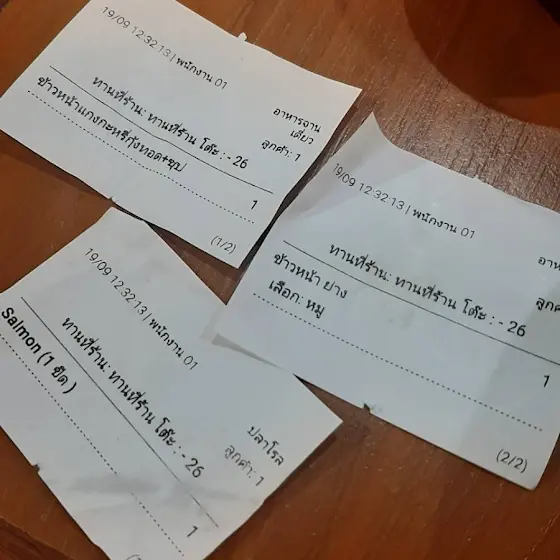 19/09 12:32:13 | พนักงาน 01
อาหารจาน
เดี่ยว
ทานที่ร้าน: ทานที่ร้าน โต๊ะ : - 26
ลูกค้า: 1
ข้าวหน้าแกงกะหรี่กุ้งทอด+ซุป
1
(1/2)
19/09 12:32:13 | พนักงาน 01
ทานที่ร้าน: ทานที่ร้าน โต๊ะ : - 26
ข้าวหน้า ย่าง
เลือก: หมู
1
(2/2)
19/09 12:32:13 | พนักงาน 01
ปลาโรล
ทานที่ร้าน: ทานที่ร้าน โต๊ะ : - 26
ลูกค้า: 1
Salmon (1 ขีด )
1